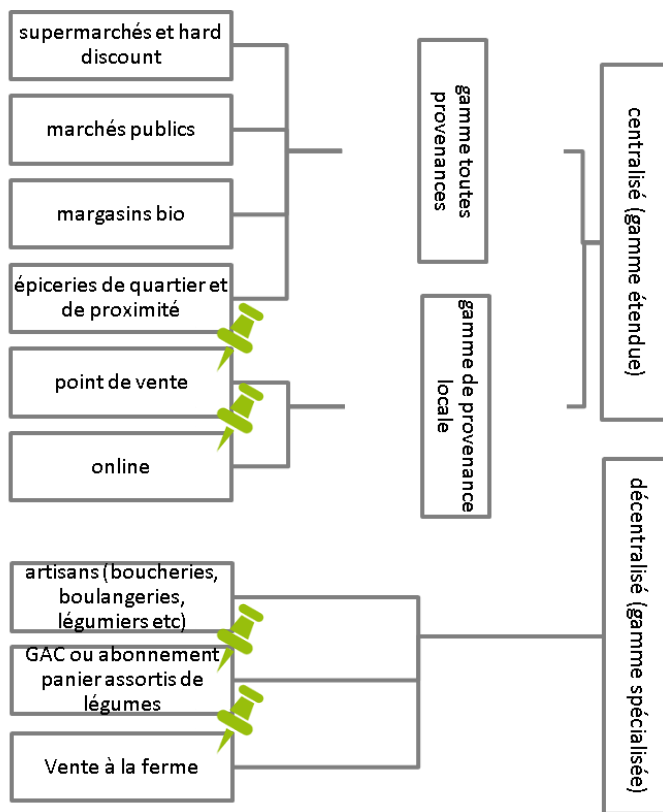 supermarchés et hard
discount
marchés publics
margasins bio
épiceries de quartier et
de proximité
point de vente
online
artisans (boucheries,
boulangeries,
légumiers etc)
GAC ou abonnement
panier assortis de
légumes
Vente à la ferme
gamme toutes
provenances
gamme de provenance
locale
centralisé (gamme étendue)
décentralisé (gamme spécialisée)